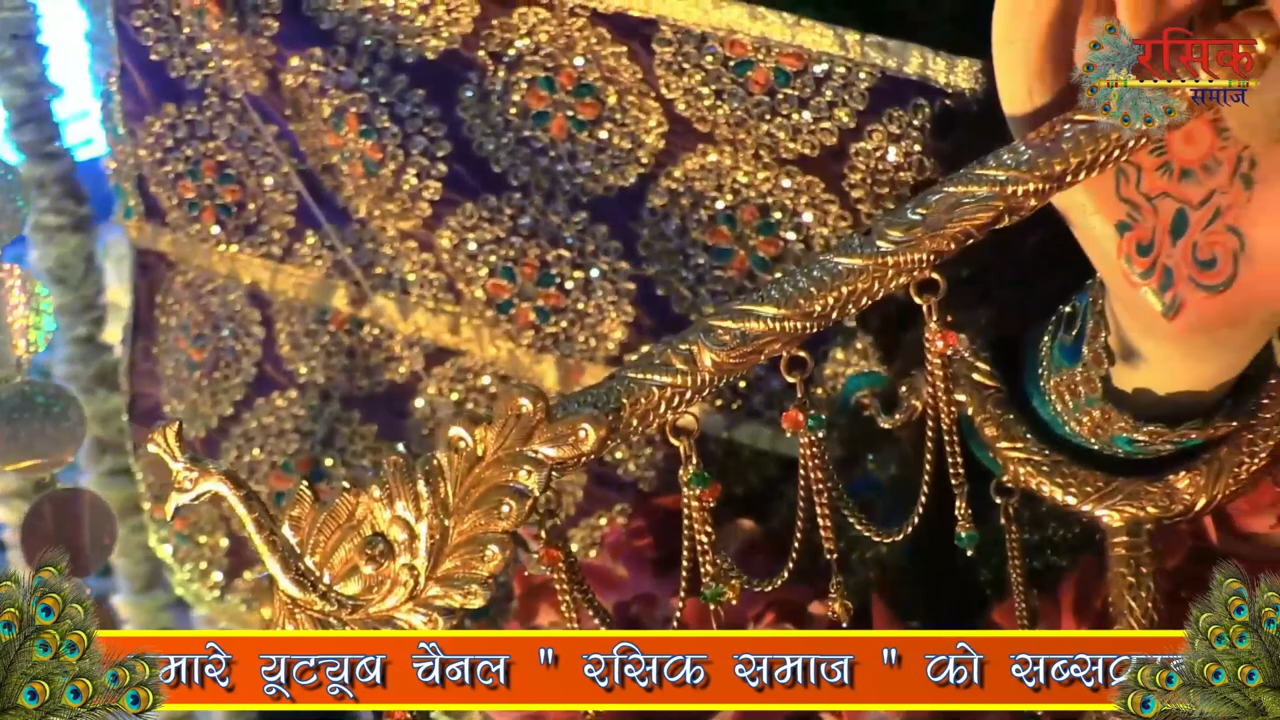 रसिक
समाज
मारे यूट्यूब चैनल " रसिक समाज " को